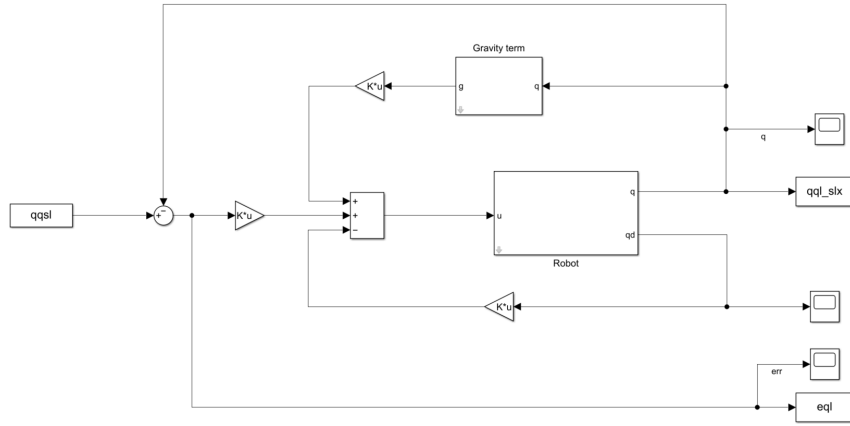 Gravity term
K*u
g
q
q
qqsl
+
−
K*u
+
+
−
u
q
qd
qql_slx
Robot
K*u
err
eql